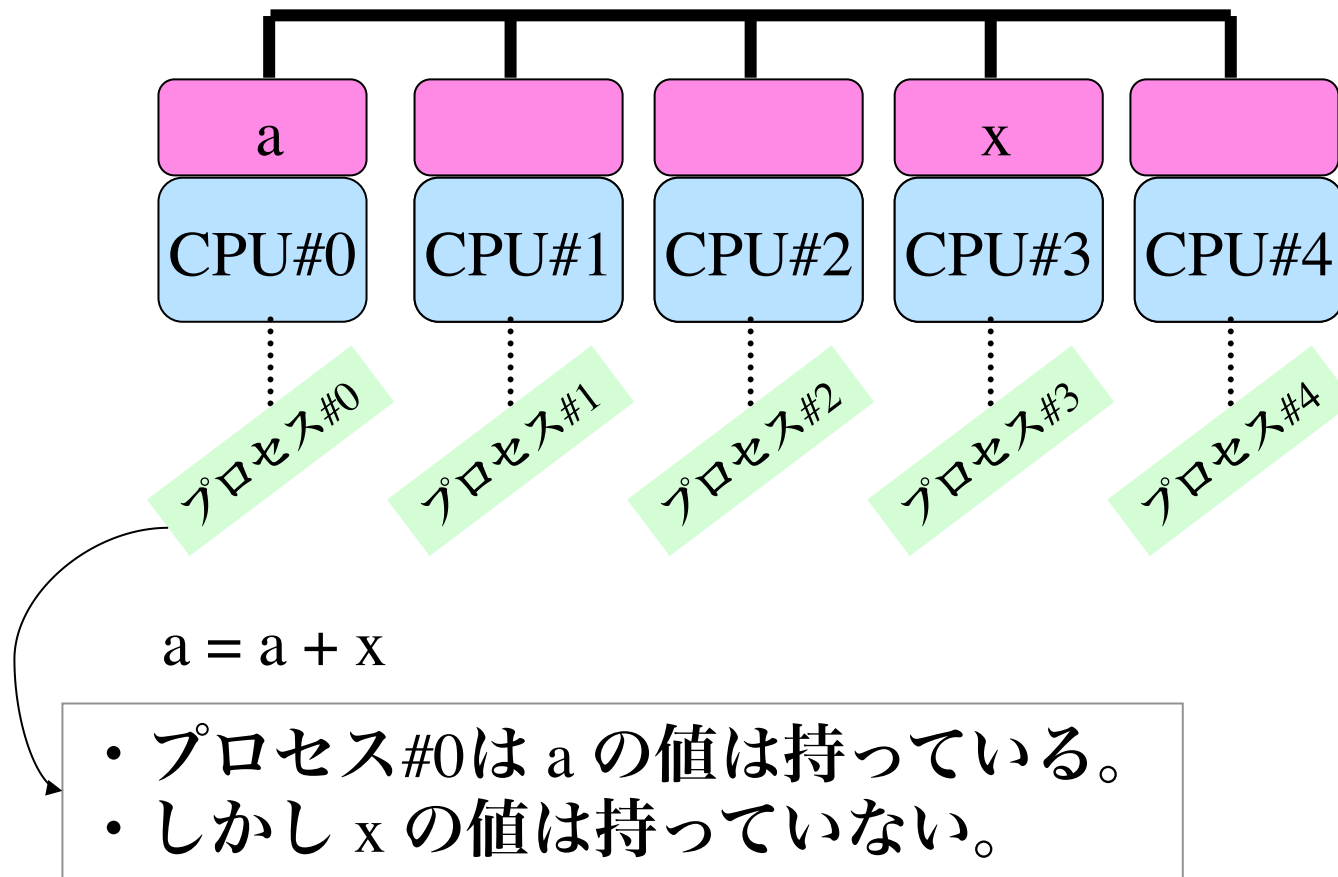 a
x
CPU#0
CPU#1
CPU#2
CPU#3
CPU#4
プロセス#0
プロセス#1
プロセス#2
プロセス#3
プロセス#4
a = a + x
・プロセス#0は a の値は持っている。
・しかし x の値は持っていない。